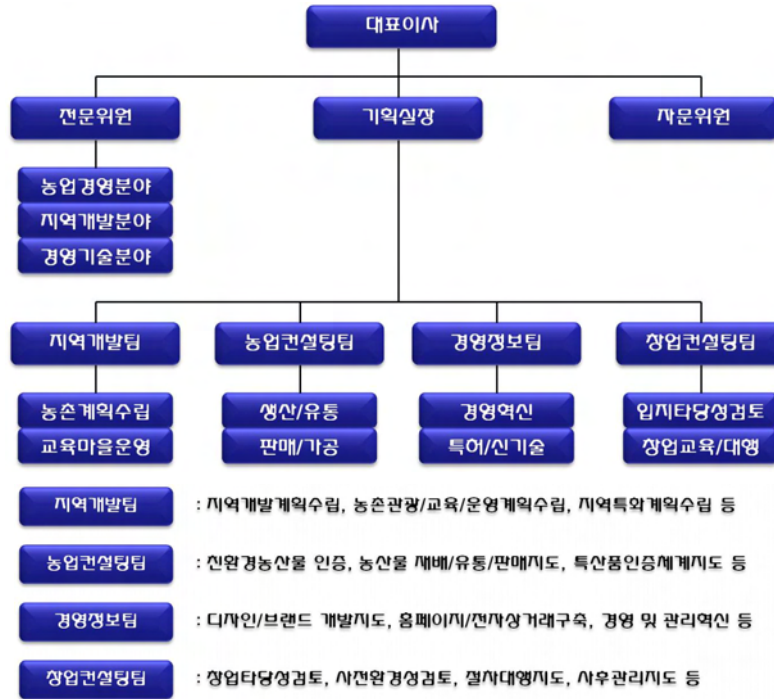 대표이사
전문위원 기획실장 자문위원
농업경영분야
지역개발분야
경영기술분야
지역개발팀 농업컨설팅팀 경영정보팀 창업컨설팅팀
농촌계획수립 생산/유통 경영혁신 입지타당성검토
교육마을운영 판매/가공 특허/신기술 창업교육/대행
지역개발팀 : 지역개발계획수립, 농촌관광/교육/운영계획수립, 지역특화계획수립 등
농업컨설팅팀 : 친환경농산물 인증, 농산물 재배/유통/판매지도, 특산품인증체계지도 등
경영정보팀 : 디자인/브랜드 개발지도, 홈페이지/전자상거래구축, 경영 및 관리혁신 등
창업컨설팅팀 : 창업타당성검토, 사전환경성검토, 절사대행지도, 사후관리지도 등